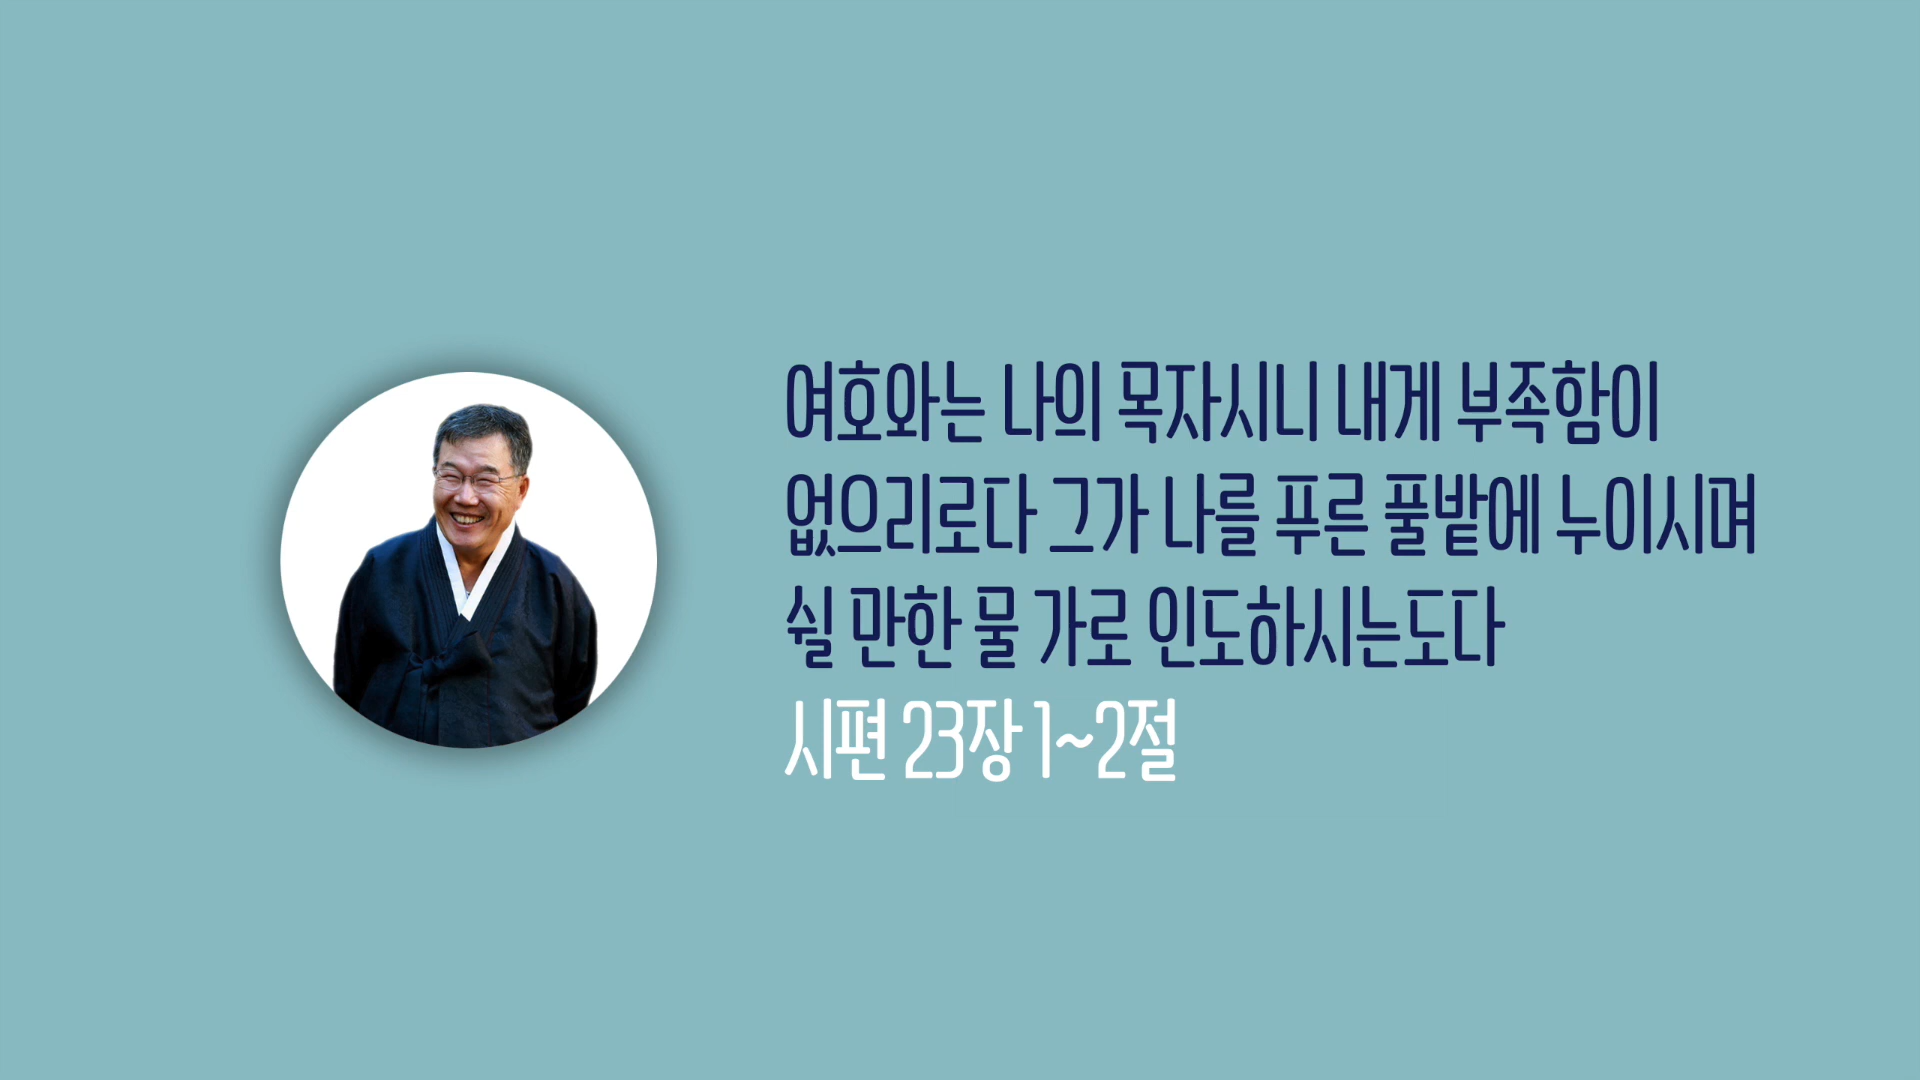 여호와는 나의 목자시니 내게 부족함이
없으리로다 그가 나를 푸른 풀밭에 누이시며
쉴 만한 물 가로 인도하시는도다
시편 23장 1~2절